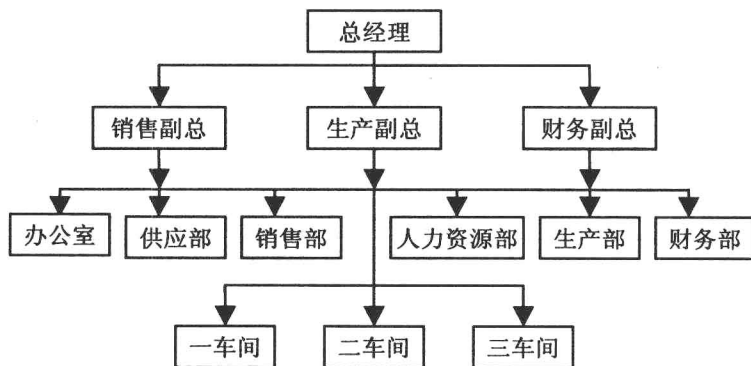 总经理
销售副总 生产副总 财务副总
办公室 供应部 销售部 人力资源部 生产部 财务部
一车间 二车间 三车间